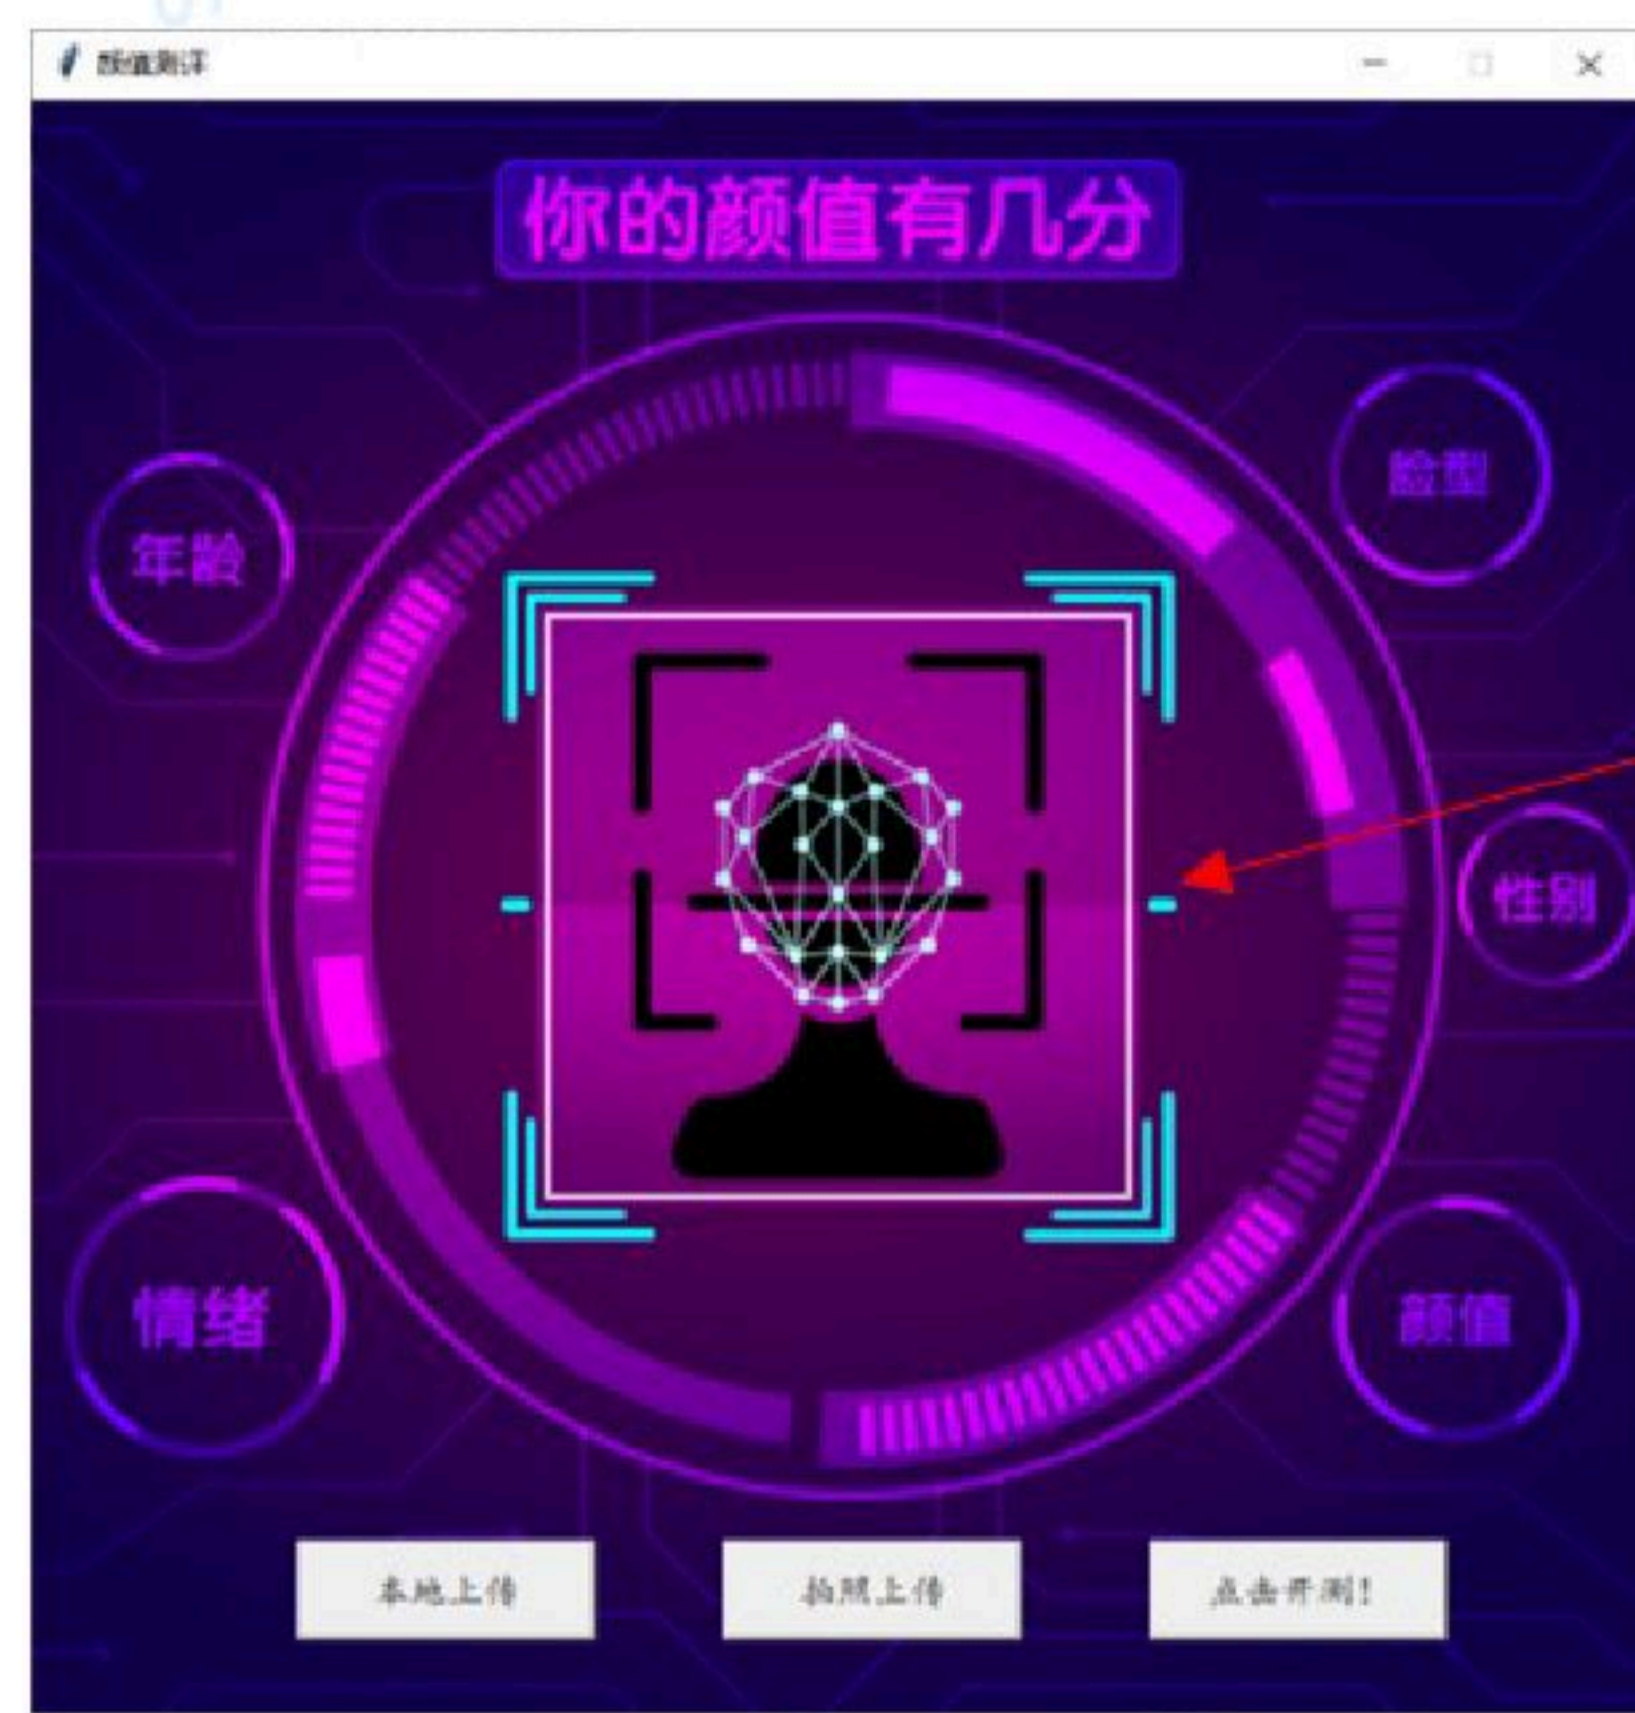 颜值测评
你的颜值有几分
脸型
年龄
性别
情绪
颜值
本地上传
拍照上传
点击开测!